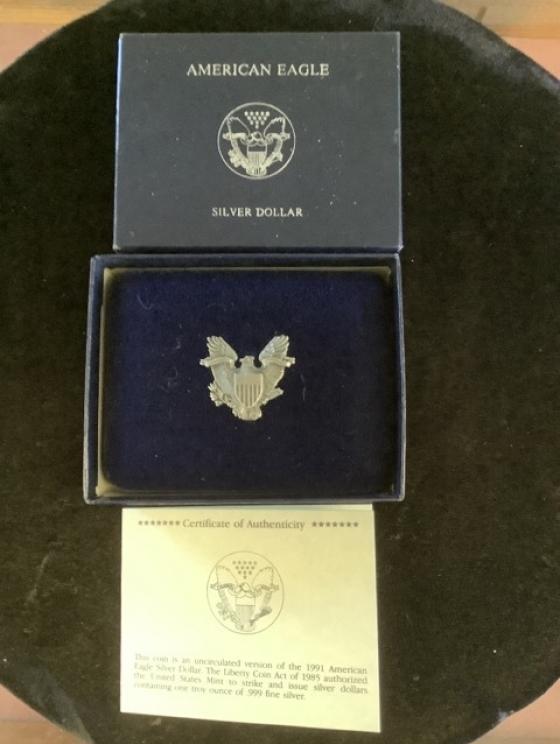 AMERICAN EAGLE
SILVER DOLLAR
★★★★★★★ Certificate of Authenticity ★★★★★★★
This coin is an uncirculated version of the 1991 American
Eagle Silver Dollar. The Liberty Coin Act of 1985 authorized
the United States Mint to strike and issue silver dollars
containing one troy ounce of .999 fine silver.